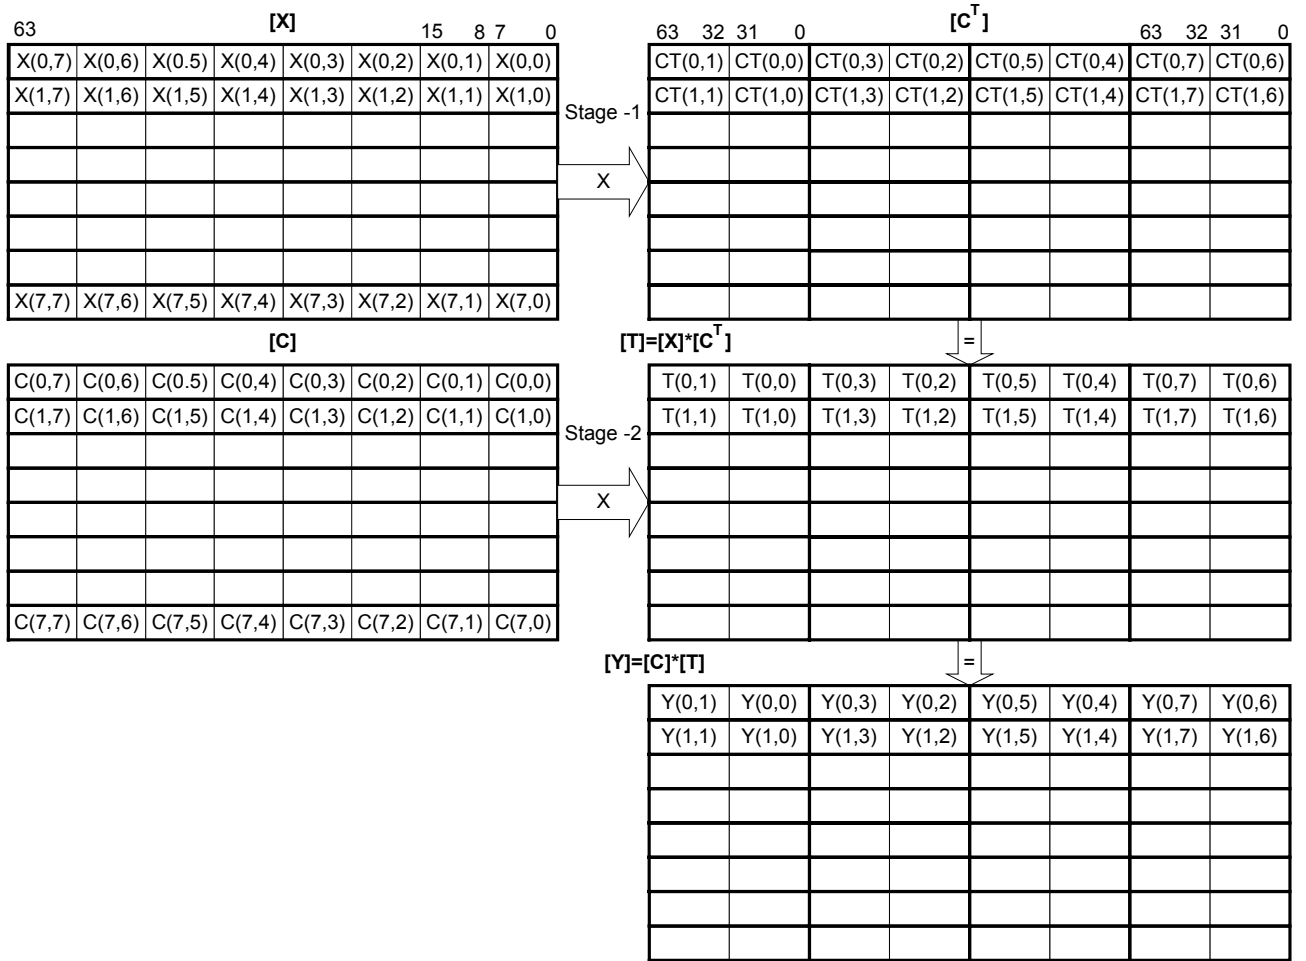 [X] [C^T]
63 15 8 7 0 63 32 31 0 63 32 31 0
X(0,7) X(0,6) X(0.5) X(0,4) X(0,3) X(0,2) X(0,1) X(0,0) CT(0,1) CT(0,0) CT(0,3) CT(0,2) CT(0,5) CT(0,4) CT(0,7) CT(0,6)
X(1,7) X(1,6) X(1,5) X(1,4) X(1,3) X(1,2) X(1,1) X(1,0) CT(1,1) CT(1,0) CT(1,3) CT(1,2) CT(1,5) CT(1,4) CT(1,7) CT(1,6)
Stage -1
X
X(7,7) X(7,6) X(7,5) X(7,4) X(7,3) X(7,2) X(7,1) X(7,0)
[C] [T]=[X]*[C^T] =
C(0,7) C(0,6) C(0.5) C(0,4) C(0,3) C(0,2) C(0,1) C(0,0) T(0,1) T(0,0) T(0,3) T(0,2) T(0,5) T(0,4) T(0,7) T(0,6)
C(1,7) C(1,6) C(1,5) C(1,4) C(1,3) C(1,2) C(1,1) C(1,0) T(1,1) T(1,0) T(1,3) T(1,2) T(1,5) T(1,4) T(1,7) T(1,6)
Stage -2
X
C(7,7) C(7,6) C(7,5) C(7,4) C(7,3) C(7,2) C(7,1) C(7,0)
[Y]=[C]*[T] =
Y(0,1) Y(0,0) Y(0,3) Y(0,2) Y(0,5) Y(0,4) Y(0,7) Y(0,6)
Y(1,1) Y(1,0) Y(1,3) Y(1,2) Y(1,5) Y(1,4) Y(1,7) Y(1,6)